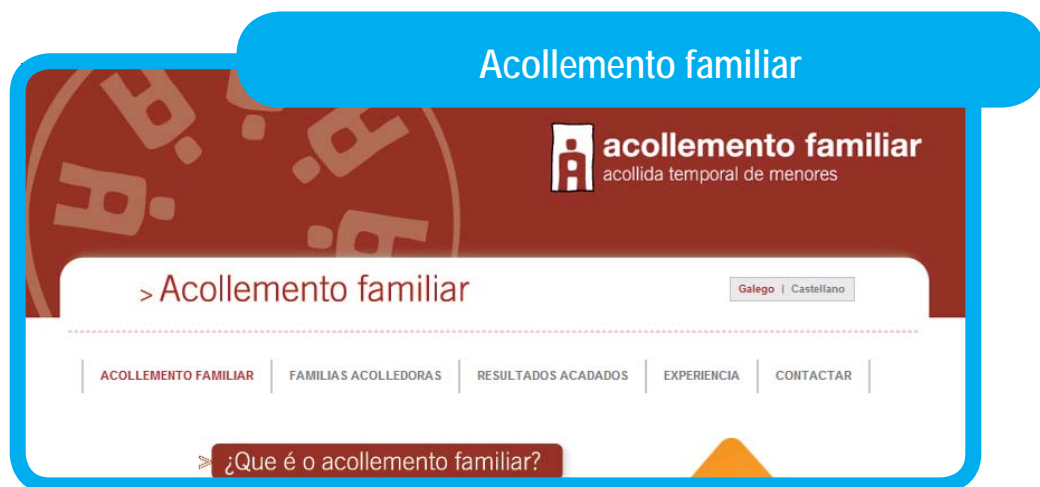 Acollemento familiar
acollemento familiar
acollida temporal de menores
> Acollemento familiar
Galego | Castellano
ACOLLEMENTO FAMILIAR | FAMILIAS ACOLLEDORAS | RESULTADOS ACADADOS | EXPERIENCIA | CONTACTAR |
> ¿Que é o acollemento familiar?